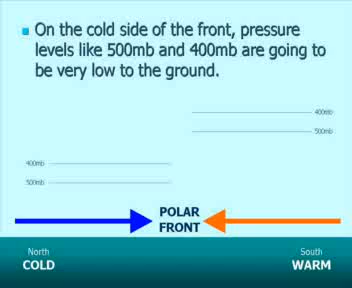 On the cold side of the front, pressure
levels like 500mb and 400mb are going to
be very low to the ground.
400mb
500mb
400mb
500mb
POLAR
FRONT
North
COLD
South
WARM